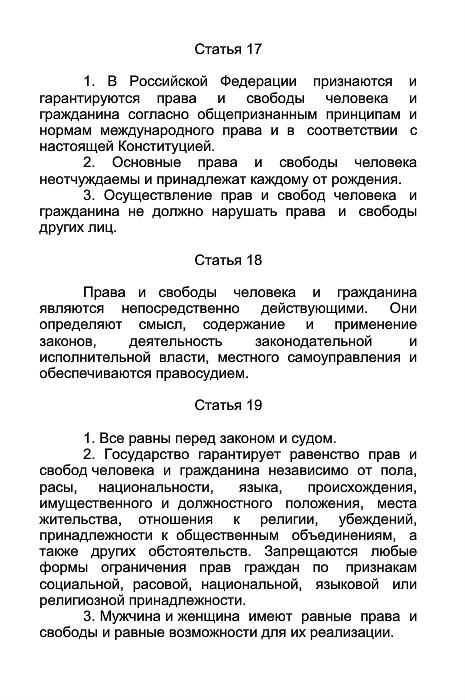 Статья 17
1. В Российской Федерации признаются и
гарантируются права и свободы человека и
гражданина согласно общепризнанным принципам и
нормам международного права и в соответствии с
настоящей Конституцией.
2. Основные права и свободы человека
неотчуждаемы и принадлежат каждому от рождения.
3. Осуществление прав и свобод человека и
гражданина не должно нарушать права и свободы
других лиц.
Статья 18
Права и свободы человека и гражданина
являются непосредственно действующими. Они
определяют смысл, содержание и применение
законов, деятельность законодательной и
исполнительной власти, местного самоуправления и
обеспечиваются правосудием.
Статья 19
1. Все равны перед законом и судом.
2. Государство гарантирует равенство прав и
свобод человека и гражданина независимо от пола,
расы, национальности, языка, происхождения,
имущественного и должностного положения, места
жительства, отношения к религии, убеждений,
принадлежности к общественным объединениям, а
также других обстоятельств. Запрещаются любые
формы ограничения прав граждан по признакам
социальной, расовой, национальной, языковой или
религиозной принадлежности.
3. Мужчина и женщина имеют равные права и
свободы и равные возможности для их реализации.